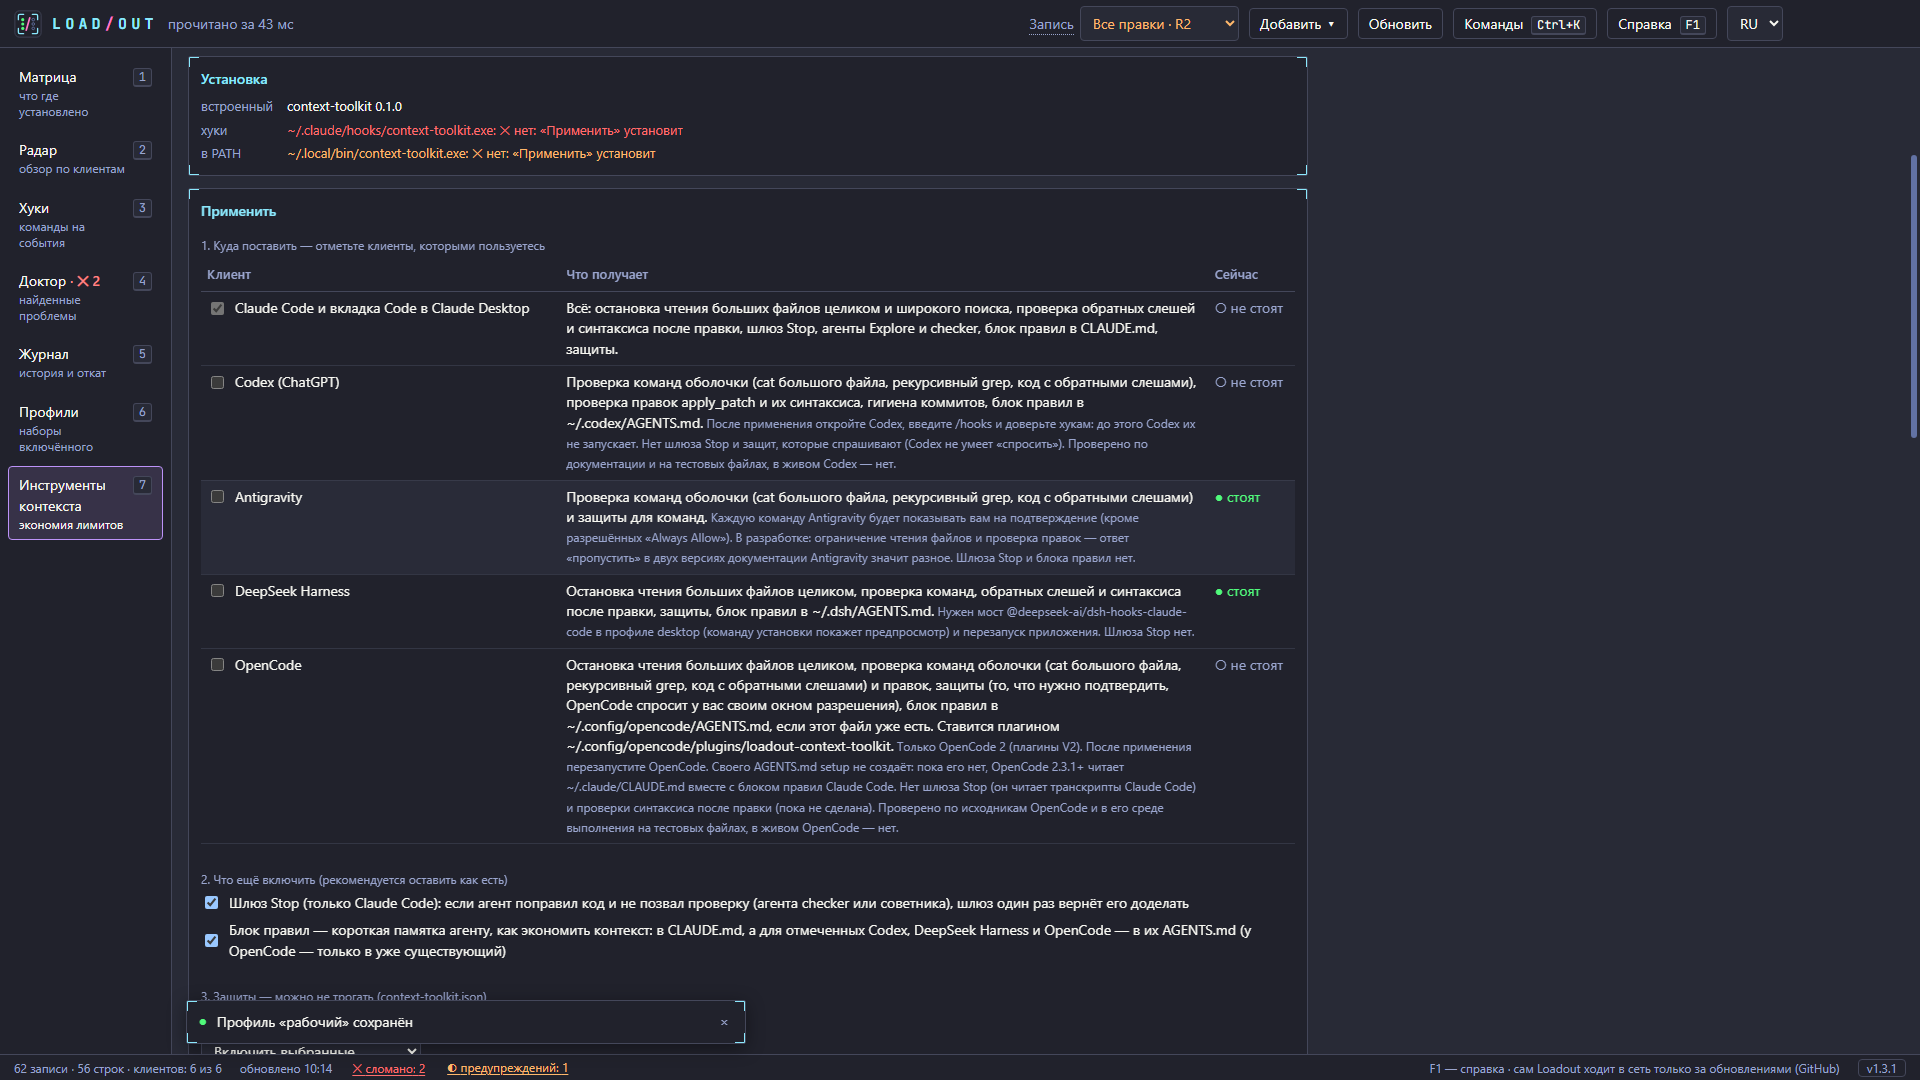 LOAD/OUT прочитано за 43 мс
Запись Все правки · R2 Добавить ▾ Обновить Команды Ctrl+K Справка F1 RU
Матрица 1
что где
установлено
Радар 2
обзор по клиентам
Хуки 3
команды на
события
Доктор · ✕ 2 4
найденные
проблемы
Журнал 5
история и откат
Профили 6
наборы
включённого
Инструменты 7
контекста
экономия лимитов
Установка
встроенный context-toolkit 0.1.0
хуки ~/.claude/hooks/context-toolkit.exe: ✕ нет: «Применить» установит
в PATH ~/.local/bin/context-toolkit.exe: ✕ нет: «Применить» установит
Применить
1. Куда поставить — отметьте клиенты, которыми пользуетесь
Клиент Что получает Сейчас
Claude Code и вкладка Code в Claude Desktop Всё: остановка чтения больших файлов целиком и широкого поиска, проверка обратных слешей ○ не стоят
и синтаксиса после правки, шлюз Stop, агенты Explore и checker, блок правил в CLAUDE.md,
защиты.
Codex (ChatGPT) Проверка команд оболочки (cat большого файла, рекурсивный grep, код с обратными слешами), ○ не стоят
проверка правок apply_patch и их синтаксиса, гигиена коммитов, блок правил в
~/.codex/AGENTS.md. После применения откройте Codex, введите /hooks и доверьте хукам: до этого Codex их
не запускает. Нет шлюза Stop и защит, которые спрашивают (Codex не умеет «спросить»). Проверено по
документации и на тестовых файлах, в живом Codex — нет.
Antigravity Проверка команд оболочки (cat большого файла, рекурсивный grep, код с обратными слешами) ● стоят
и защиты для команд. Каждую команду Antigravity будет показывать вам на подтверждение (кроме
разрешённых «Always Allow»). В разработке: ограничение чтения файлов и проверка правок — ответ
«пропустить» в двух версиях документации Antigravity значит разное. Шлюза Stop и блока правил нет.
DeepSeek Harness Остановка чтения больших файлов целиком, проверка команд, обратных слешей и синтаксиса ● стоят
после правки, защиты, блок правил в ~/.dsh/AGENTS.md. Нужен мост @deepseek-ai/dsh-hooks-claude-
code в профиле desktop (команду установки покажет предпросмотр) и перезапуск приложения. Шлюза Stop нет.
OpenCode Остановка чтения больших файлов целиком, проверка команд оболочки (cat большого файла, ○ не стоят
рекурсивный grep, код с обратными слешами) и правок, защиты (то, что нужно подтвердить,
OpenCode спросит у вас своим окном разрешения), блок правил в
~/.config/opencode/AGENTS.md, если этот файл уже есть. Ставится плагином
~/.config/opencode/plugins/loadout-context-toolkit. Только OpenCode 2 (плагины V2). После применения
перезапустите OpenCode. Своего AGENTS.md setup не создаёт: пока его нет, OpenCode 2.3.1+ читает
~/.claude/CLAUDE.md вместе с блоком правил Claude Code. Нет шлюза Stop (он читает транскрипты Claude Code)
и проверки синтаксиса после правки (пока не сделана). Проверено по исходникам OpenCode и в его среде
выполнения на тестовых файлах, в живом OpenCode — нет.
2. Что ещё включить (рекомендуется оставить как есть)
Шлюз Stop (только Claude Code): если агент поправил код и не позвал проверку (агента checker или советника), шлюз один раз вернёт его доделать
Блок правил — короткая памятка агенту, как экономить контекст: в CLAUDE.md, а для отмеченных Codex, DeepSeek Harness и OpenCode — в их AGENTS.md (у
OpenCode — только в уже существующий)
3. Защиты — можно не трогать (context-toolkit.json)
● Профиль «рабочий» сохранён ×
Включить выбранные
62 записи · 56 строк · клиентов: 6 из 6 обновлено 10:14 ✕ сломано: 2 ◐ предупреждений: 1 F1 — справка · сам Loadout ходит в сеть только за обновлениями (GitHub) v1.3.1